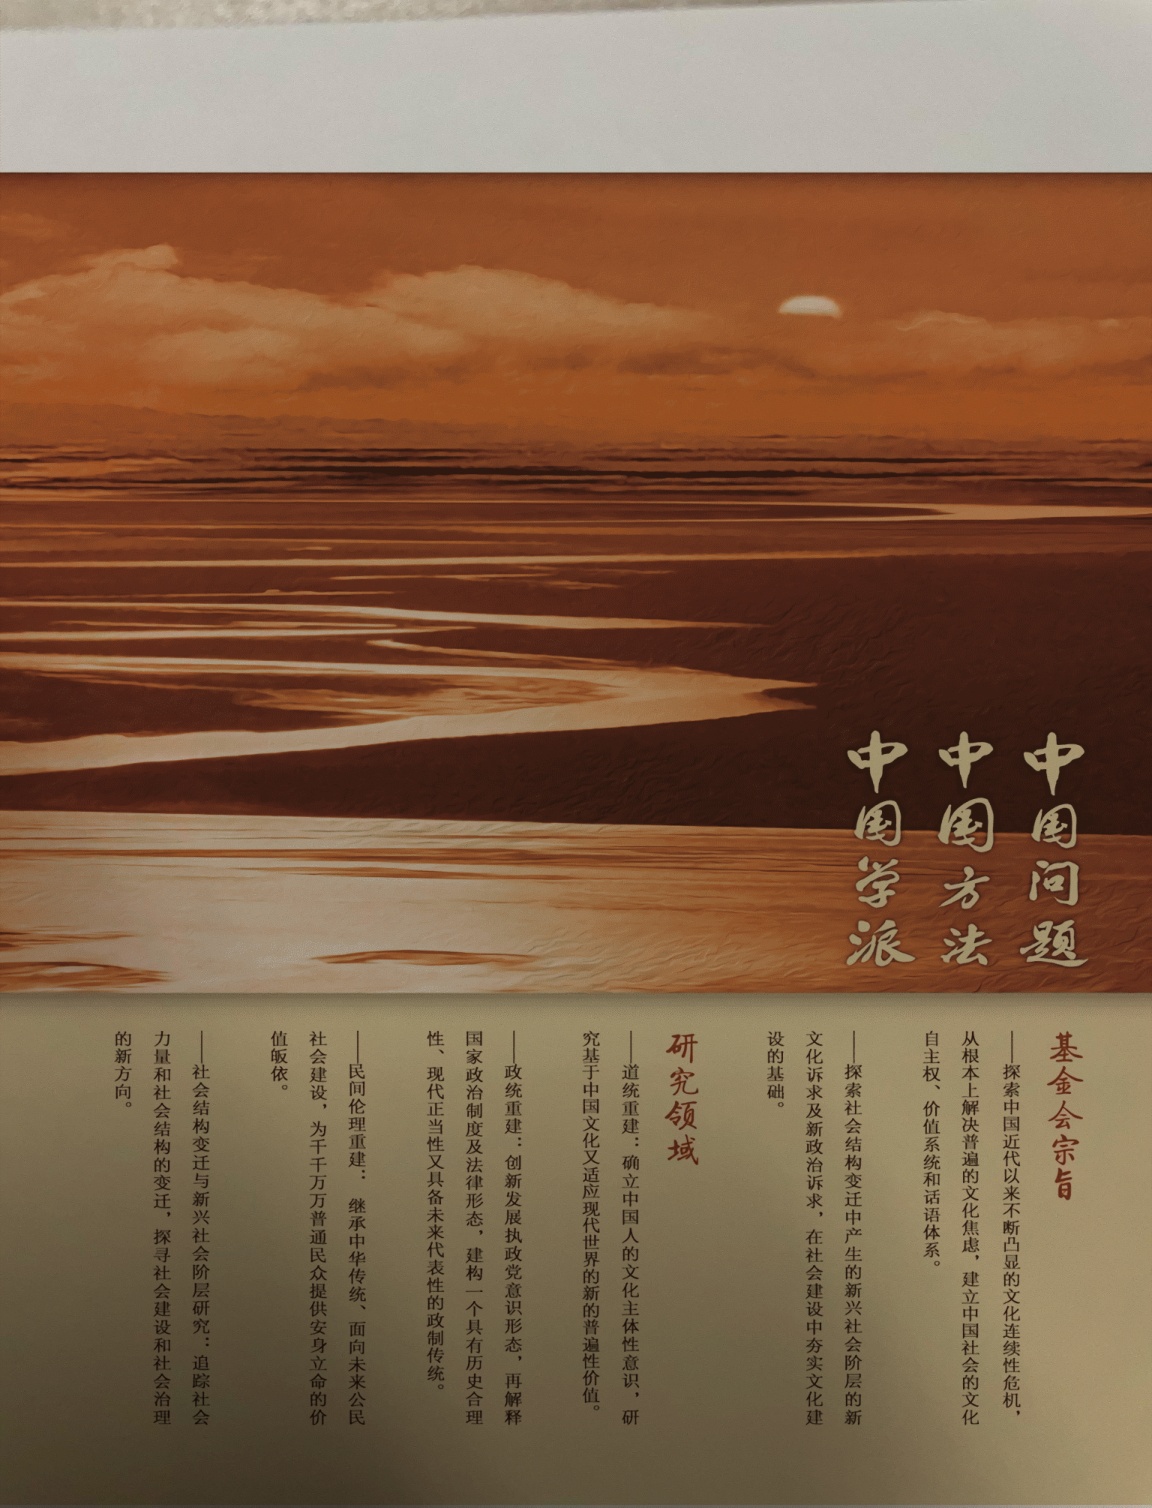 中国问题
中国方法
中国学派
基金会宗旨
——探索中国近代以来不断凸显的文化连续性危机，
从根本上解决普遍的文化焦虑，建立中国社会的文化
自主权、价值系统和话语体系。
——探索社会结构变迁中产生的新兴社会阶层的新
文化诉求及新政治诉求，在社会建设中夯实文化建
设的基础。
研究领域
——道统重建：确立中国人的文化主体性意识，研
究基于中国文化又适应现代世界的新的普遍性价值。
——政统重建：创新发展执政党意识形态，再解释
国家政治制度及法律形态，建构一个具有历史合理
性、现代正当性又具备未来代表性的政制传统。
——民间伦理重建：继承中华传统、面向未来公民
社会建设，为千千万万普通民众提供安身立命的价
值皈依。
——社会结构变迁与新兴社会阶层研究：追踪社会
力量和社会结构的变迁，探寻社会建设和社会治理
的新方向。